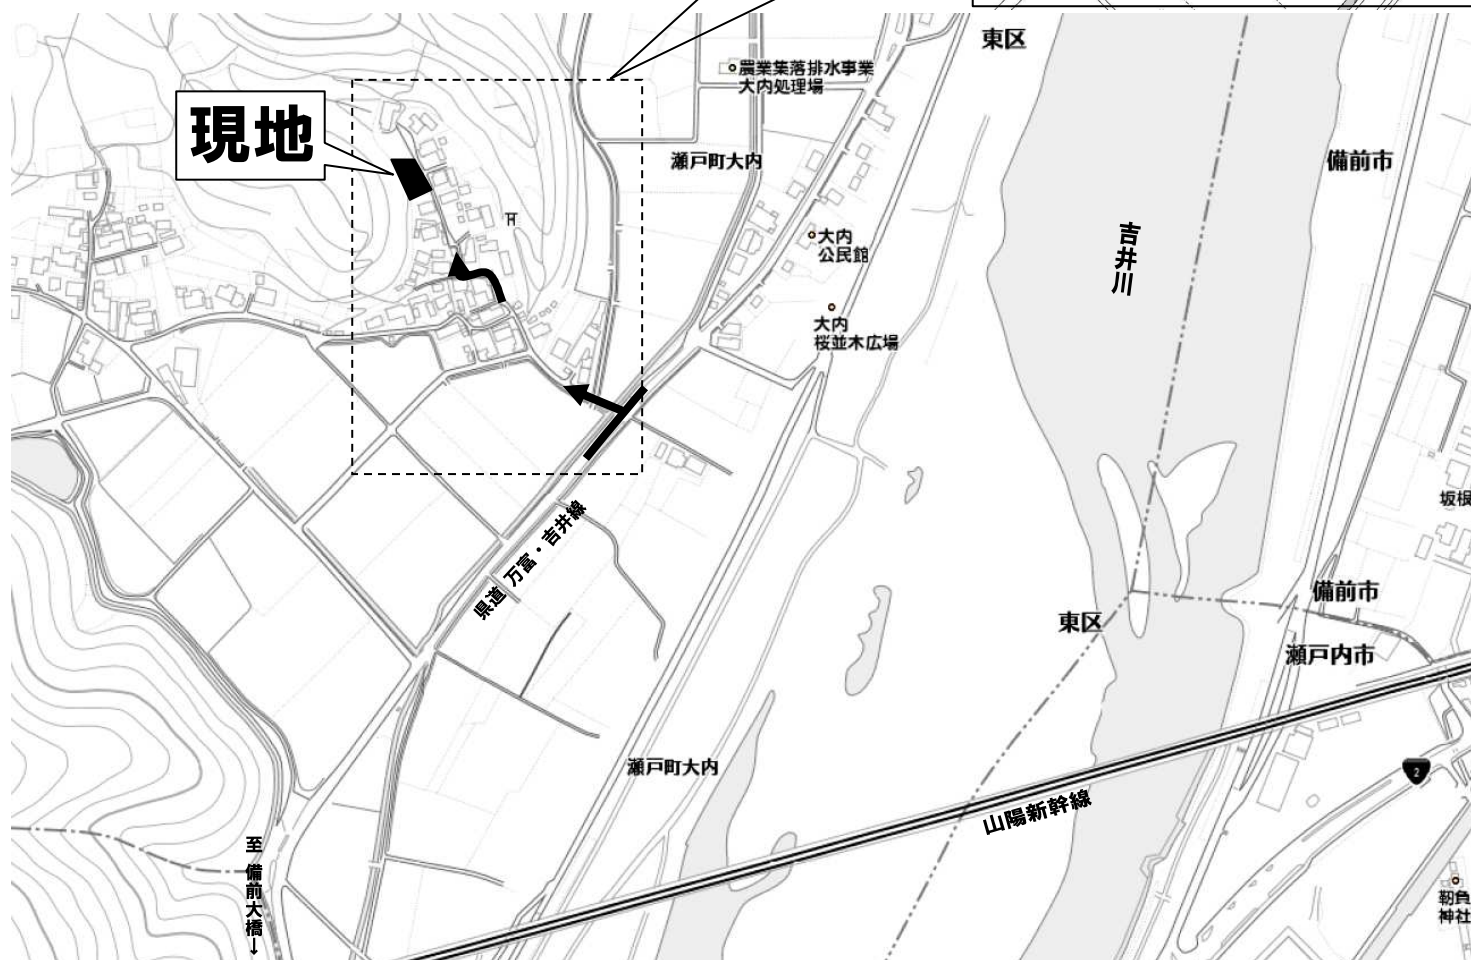 東区
農業集落排水事業
大内処理場
現地
瀬戸町大内
備前市
大内
公民館
吉井川
大内
桜並木広場
坂根
県道 万富・吉井線
備前市
東区
瀬戸内市
瀬戸町大内
2
山陽新幹線
至 備前大橋↓
靭負
神社